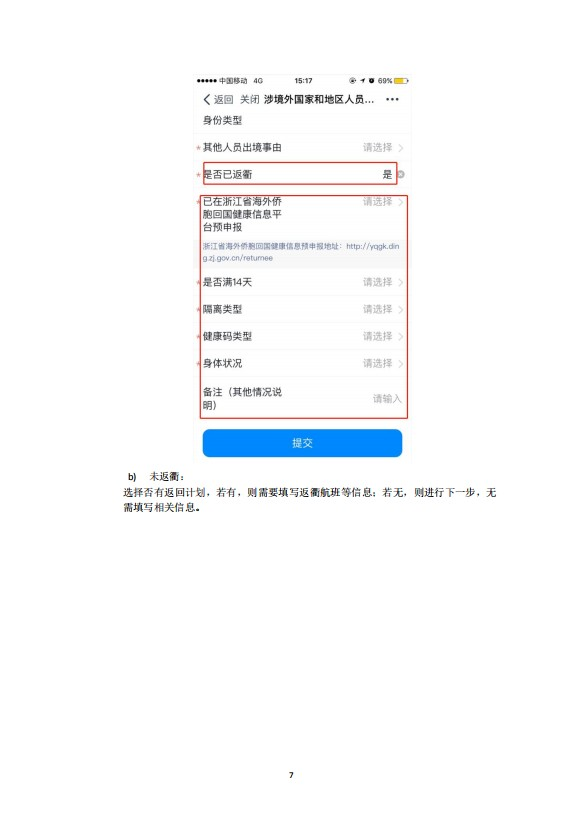 ●●●●● 中国移动 4G 15:17 69%
返回 关闭 涉境外国家和地区人员... •••
身份类型
*其他人员出境事由 请选择
*是否已返衢 是
*已在浙江省海外侨 请选择
胞回国健康信息平
台预申报
浙江省海外侨胞回国健康信息预申报地址：http://yqgk.din
g.zj.gov.cn/returnee
*是否满14天 请选择
*隔离类型 请选择
*健康码类型 请选择
*身体状况 请选择
备注（其他情况说
明） 请输入
提交
b) 未返衢：
选择否有返回计划，若有，则需要填写返衢航班等信息；若无，则进行下一步，无
需填写相关信息。
7